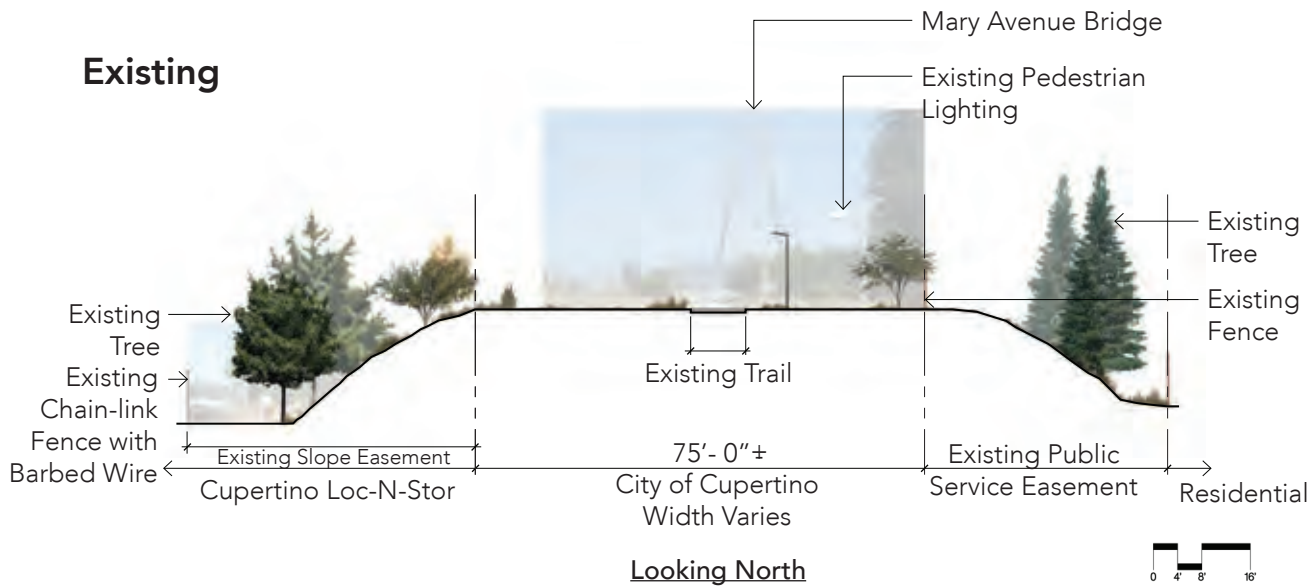 Existing
Mary Avenue Bridge
Existing Pedestrian
Lighting
Existing
Tree
Existing
Fence
Existing
Tree
Existing
Chain-link
Fence with
Barbed Wire
Existing Trail
Existing Slope Easement
Cupertino Loc-N-Stor
75'- 0"±
City of Cupertino
Width Varies
Existing Public
Service Easement
Residential
Looking North
0 4' 8' 16'